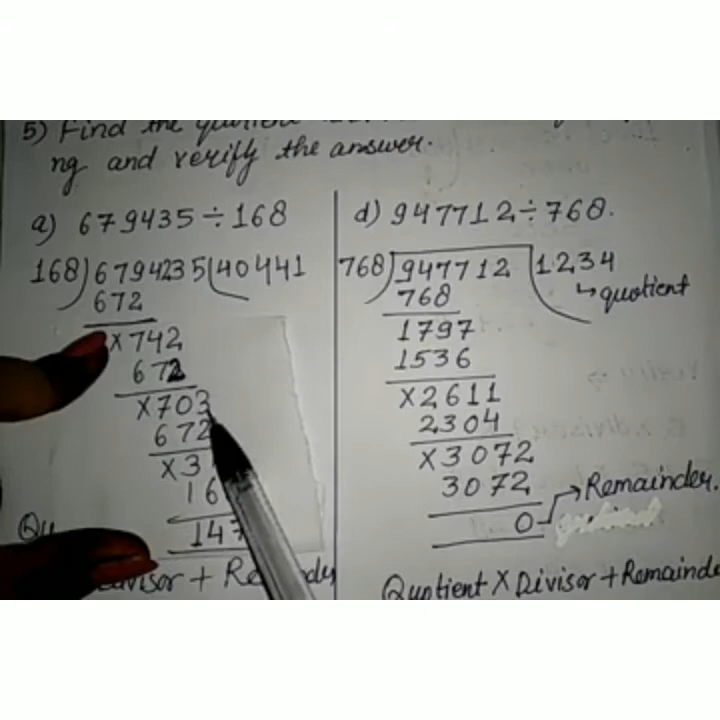 5) Find the
ng and verify the answer.
a) 679435 ÷ 168
168)6794235(40441
672
x742
672
x703
672
x3
16
147
Qu
Divisor + Re
d) 947712 ÷ 768.
768)947712(1234
→ quotient
768
1797
1536
x2611
2304
x3072
3072
0 → Remainder.
Quotient X Divisor + Remainde